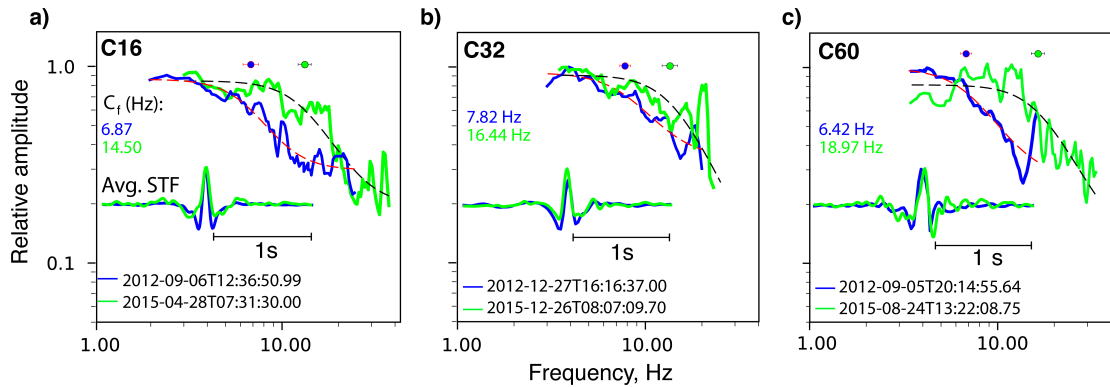 a)
b)
c)
C16
C32
C60
Relative amplitude
1.0
0.1
C_f (Hz):
6.87
14.50
7.82 Hz
16.44 Hz
6.42 Hz
18.97 Hz
Avg. STF
1s
1s
1 s
2012-09-06T12:36:50.99
2015-04-28T07:31:30.00
2012-12-27T16:16:37.00
2015-12-26T08:07:09.70
2012-09-05T20:14:55.64
2015-08-24T13:22:08.75
1.00 10.00
1.00 10.00
1.00 10.00
Frequency, Hz